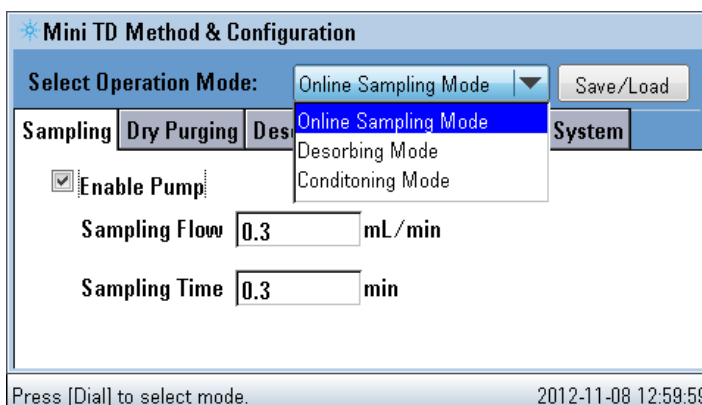 Mini TD Method & Configuration
Select Operation Mode: Online Sampling Mode Save/Load
Sampling Dry Purging Des System
Online Sampling Mode
Desorbing Mode
Conditoning Mode
Enable Pump
Sampling Flow 0.3 mL/min
Sampling Time 0.3 min
Press [Dial] to select mode. 2012-11-08 12:59:59